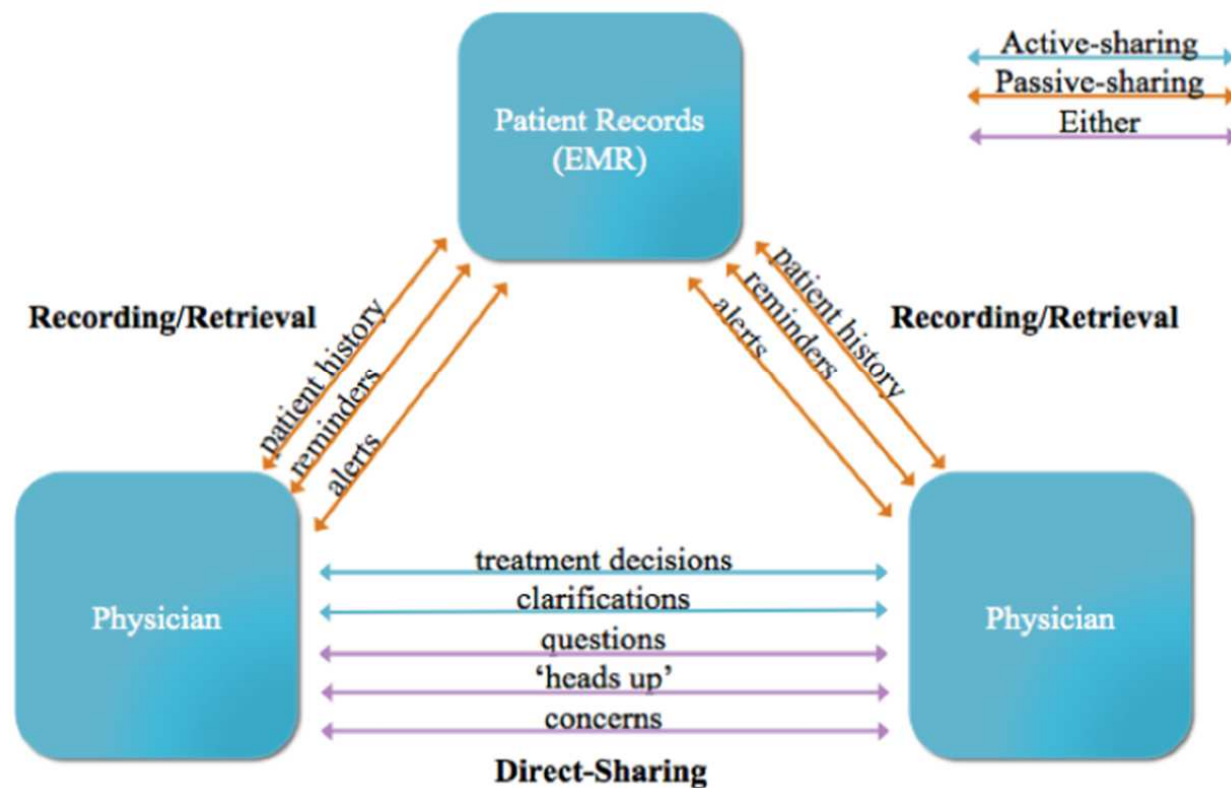 Patient Records
(EMR)
Active-sharing
Passive-sharing
Either
Recording/Retrieval
patient history
reminders
alerts
alerts
reminders
patient history
Recording/Retrieval
Physician
treatment decisions
clarifications
questions
‘heads up’
concerns
Direct-Sharing
Physician